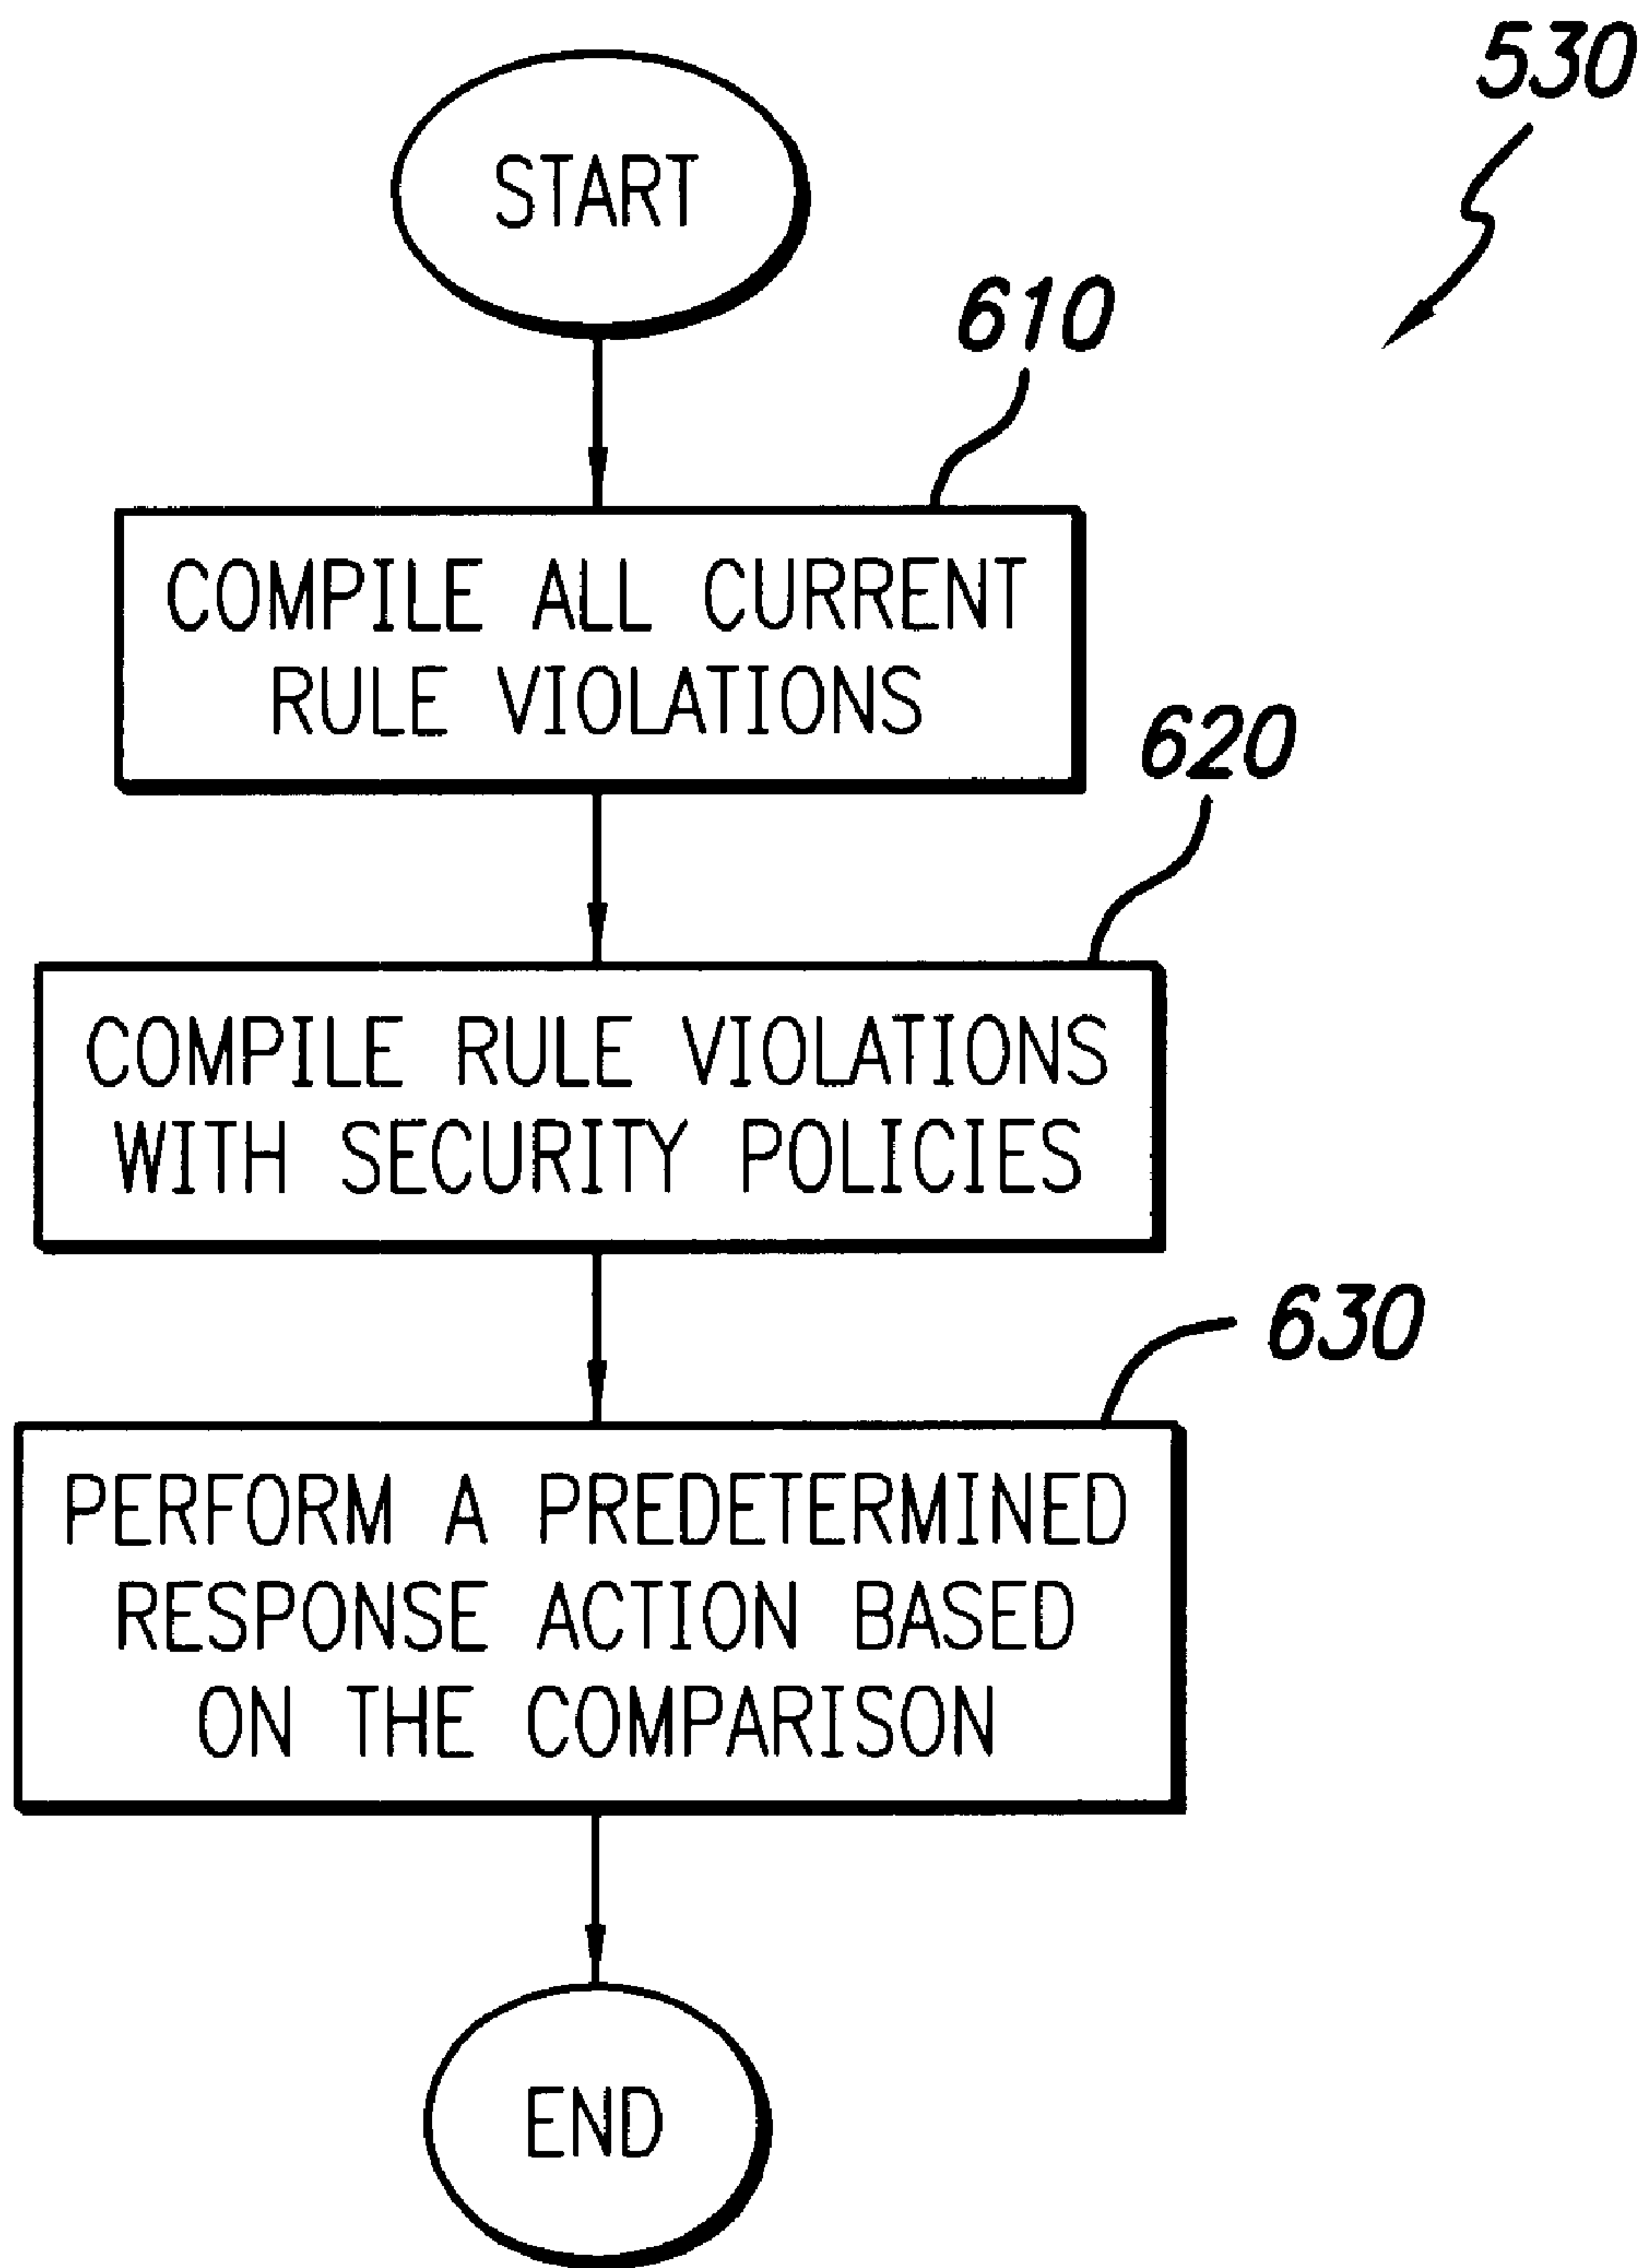 530
START
610
COMPILE ALL CURRENT
RULE VIOLATIONS
620
COMPILE RULE VIOLATIONS
WITH SECURITY POLICIES
630
PERFORM A PREDETERMINED
RESPONSE ACTION BASED
ON THE COMPARISON
END